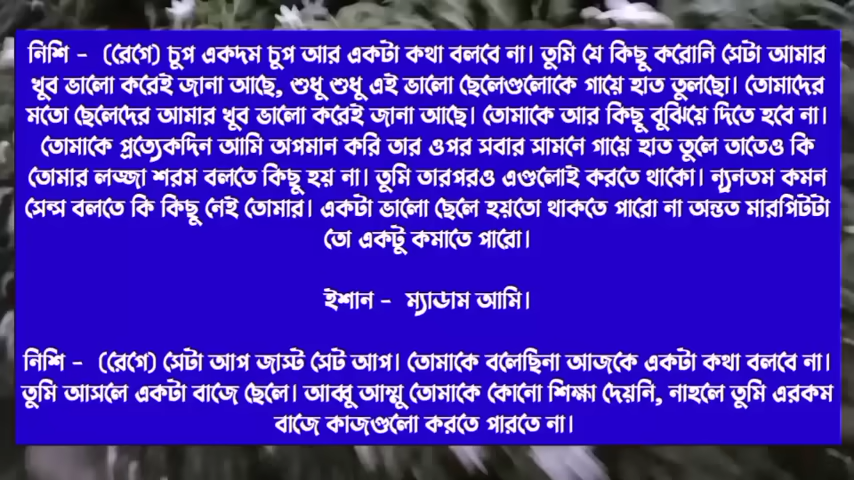 নিশি - (রেগে) চুপ একদম চুপ আর একটা কথা বলবে না। তুমি যে কিছু করোনি সেটা আমার
খুব ভালো করেই জানা আছে, শুধু শুধু এই ভালো ছেলেগুলোকে গায়ে হাত তুলছো। তোমাদের
মতো ছেলেদের আমার খুব ভালো করেই জানা আছে। তোমাকে আর কিছু বুঝিয়ে দিতে হবে না।
তোমাকে প্রত্যেকদিন আমি অপমান করি তার ওপর সবার সামনে গায়ে হাত তুলে তাতেও কি
তোমার লজ্জা শরম বলতে কিছু হয় না। তুমি তারপরও এগুলোই করতে থাকো। ন্যূনতম কমন
সেন্স বলতে কি কিছু নেই তোমার। একটা ভালো ছেলে হয়তো থাকতে পারো না অন্তত মারপিটটা
তো একটু কমাতে পারো।
ইশান - ম্যাডাম আমি।
নিশি - (রেগে) সেটা আপ জাস্ট সেট আপ। তোমাকে বলেছিনা আজকে একটা কথা বলবে না।
তুমি আসলে একটা বাজে ছেলে। আব্বু আম্মু তোমাকে কোনো শিক্ষা দেয়নি, নাহলে তুমি এরকম
বাজে কাজগুলো করতে পারতে না।